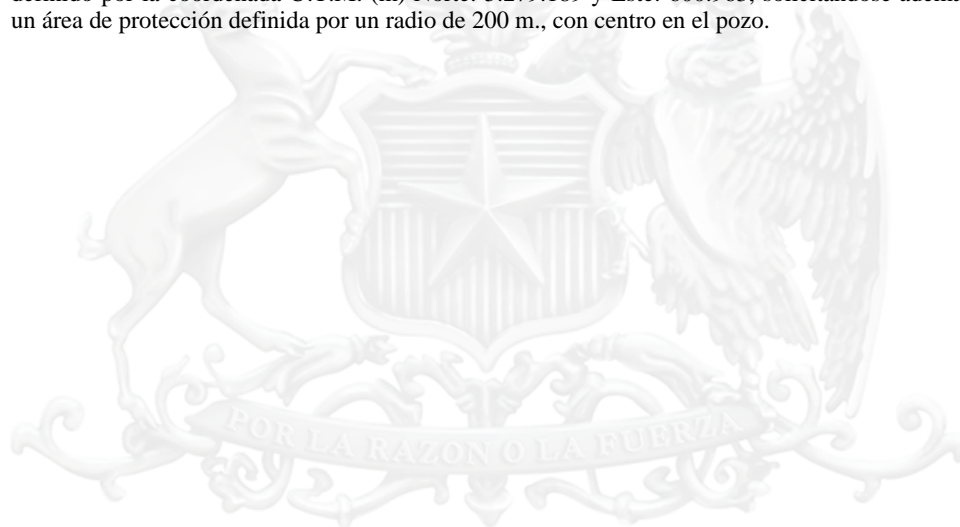 un área de protección definida por un radio de 200 m., con centro en el pozo.
POR LA RAZON O LA FUERZA